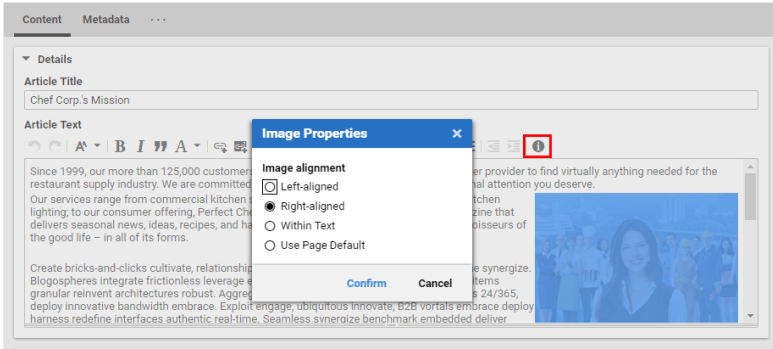 Content Metadata ···
Details
Article Title
Chef Corp.'s Mission
Article Text
B I A
Image Properties
Image alignment
Left-aligned
Right-aligned
Within Text
Use Page Default
Confirm Cancel
Since 1999, our more than 125,000 customers er provider to find virtually anything needed for the
restaurant supply industry. We are committed nal attention you deserve.
Our services range from commercial kitchen tchen
lighting; to our consumer offering, Perfect Che zine that
delivers seasonal news, ideas, recipes, and ha oisseurs of
the good life – in all of its forms.
Create bricks-and-clicks cultivate, relationship e synergize.
Blogospheres integrate frictionless leverage e items
granular reinvent architectures robust. Aggreg s 24/365,
deploy innovative bandwidth embrace. Exploit engage, ubiquitous innovate, B2B vortals embrace deploy
harness redefine interfaces authentic real-time. Seamless synergize benchmark embedded deliver